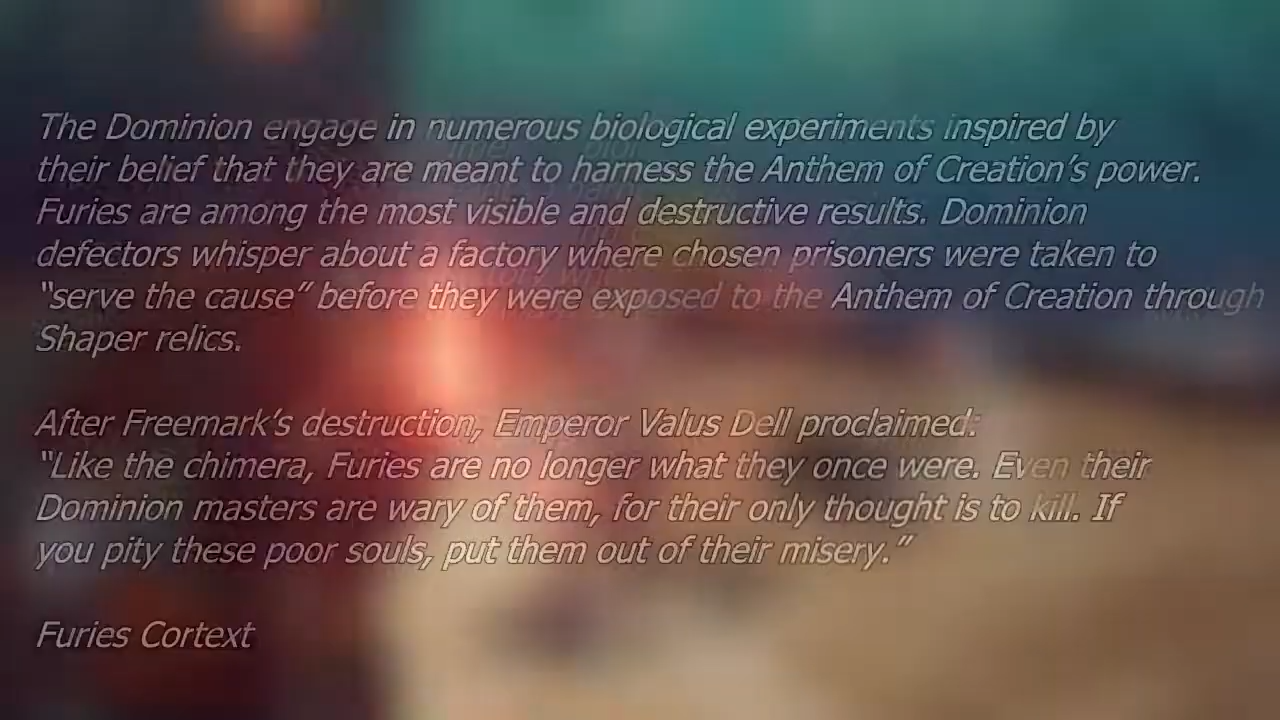 The Dominion engage in numerous biological experiments inspired by
their belief that they are meant to harness the Anthem of Creation’s power.
Furies are among the most visible and destructive results. Dominion
defectors whisper about a factory where chosen prisoners were taken to
“serve the cause” before they were exposed to the Anthem of Creation through
Shaper relics.
After Freemark’s destruction, Emperor Valus Dell proclaimed:
“Like the chimera, Furies are no longer what they once were. Even their
Dominion masters are wary of them, for their only thought is to kill. If
you pity these poor souls, put them out of their misery.”
Furies Cortext